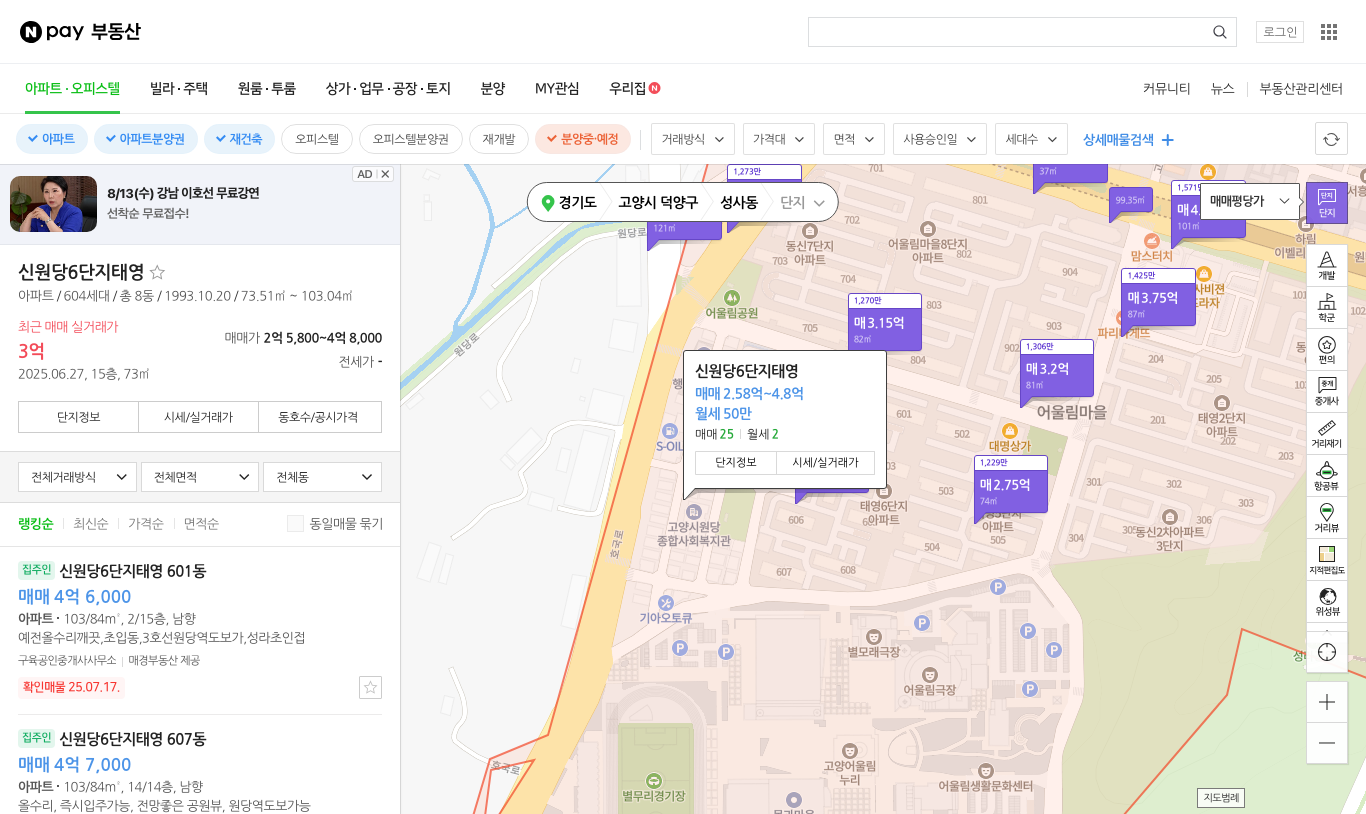 N pay 부동산
로그인
아파트·오피스텔
빌라·주택
원룸·투룸
상가·업무·공장·토지
분양
MY관심
우리집 N
커뮤니티
뉴스
부동산관리센터
아파트
아파트분양권
재건축
오피스텔
오피스텔분양권
재개발
분양중·예정
거래방식
가격대
면적
사용승인일
세대수
상세매물검색
8/13(수) 강남 이호선 무료강연
선착순 무료접수!
AD
신원당6단지태영
아파트 / 604세대 / 총 8동 / 1993.10.20 / 73.51㎡ ~ 103.04㎡
최근 매매 실거래가
3억
2025.06.27, 15층, 73㎡
매매가 2억 5,800~4억 8,000
전세가 -
단지정보
시세/실거래가
동호수/공시가격
전체거래방식
전체면적
전체동
랭킹순
최신순
가격순
면적순
동일매물 묶기
집주인 신원당6단지태영 601동
매매 4억 6,000
아파트 · 103/84㎡, 2/15층, 남향
예전올수리깨끗,초입동,3호선원당역도보가,성라초인접
구육공인중개사사무소
매경부동산 제공
확인매물 25.07.17.
집주인 신원당6단지태영 607동
매매 4억 7,000
아파트 · 103/84㎡, 14/14층, 남향
올수리, 즉시입주가능, 전망좋은 공원뷰, 원당역도보가능
경기도
고양시 덕양구
성사동
단지
1,273만
121㎡
37㎡
99.35㎡
1,571만
매4
101㎡
매매평당가
단지
단지
원당로
동신7단지
아파트
703
702
어울림마을8단지
아파트
802
904
맘스터치
하림
704
1,425만
매3.75억
87㎡
어울림공원
1,270만
매3.15억
82㎡
803
804
903
705
902
1,306만
매3.2억
81㎡
204
205
어울림마을
원당로
신원당6단지태영
매매 2.58억~4.8억
월세 50만
매매 25
월세 2
단지정보
시세/실거래가
601
502
501
대명상가
태영2단지
아파트
202
203
S-OIL
1,229만
매2.75억
74㎡
503
태영6단지
아파트
아파트
505
504
301
302
303
304
306
동신2차아파트
3단지
고양시원당
종합사회복지관
606
607
608
호국로
기아오토큐
P
P
P
P
P
P
P
별모래극장
어울림극장
고양어울림
누리
어울림생활문화센터
별무리경기장
호국로
개발
학군
편의
중개
중개사
거리재기
항공뷰
거리뷰
지적편집도
위성뷰
지도범례